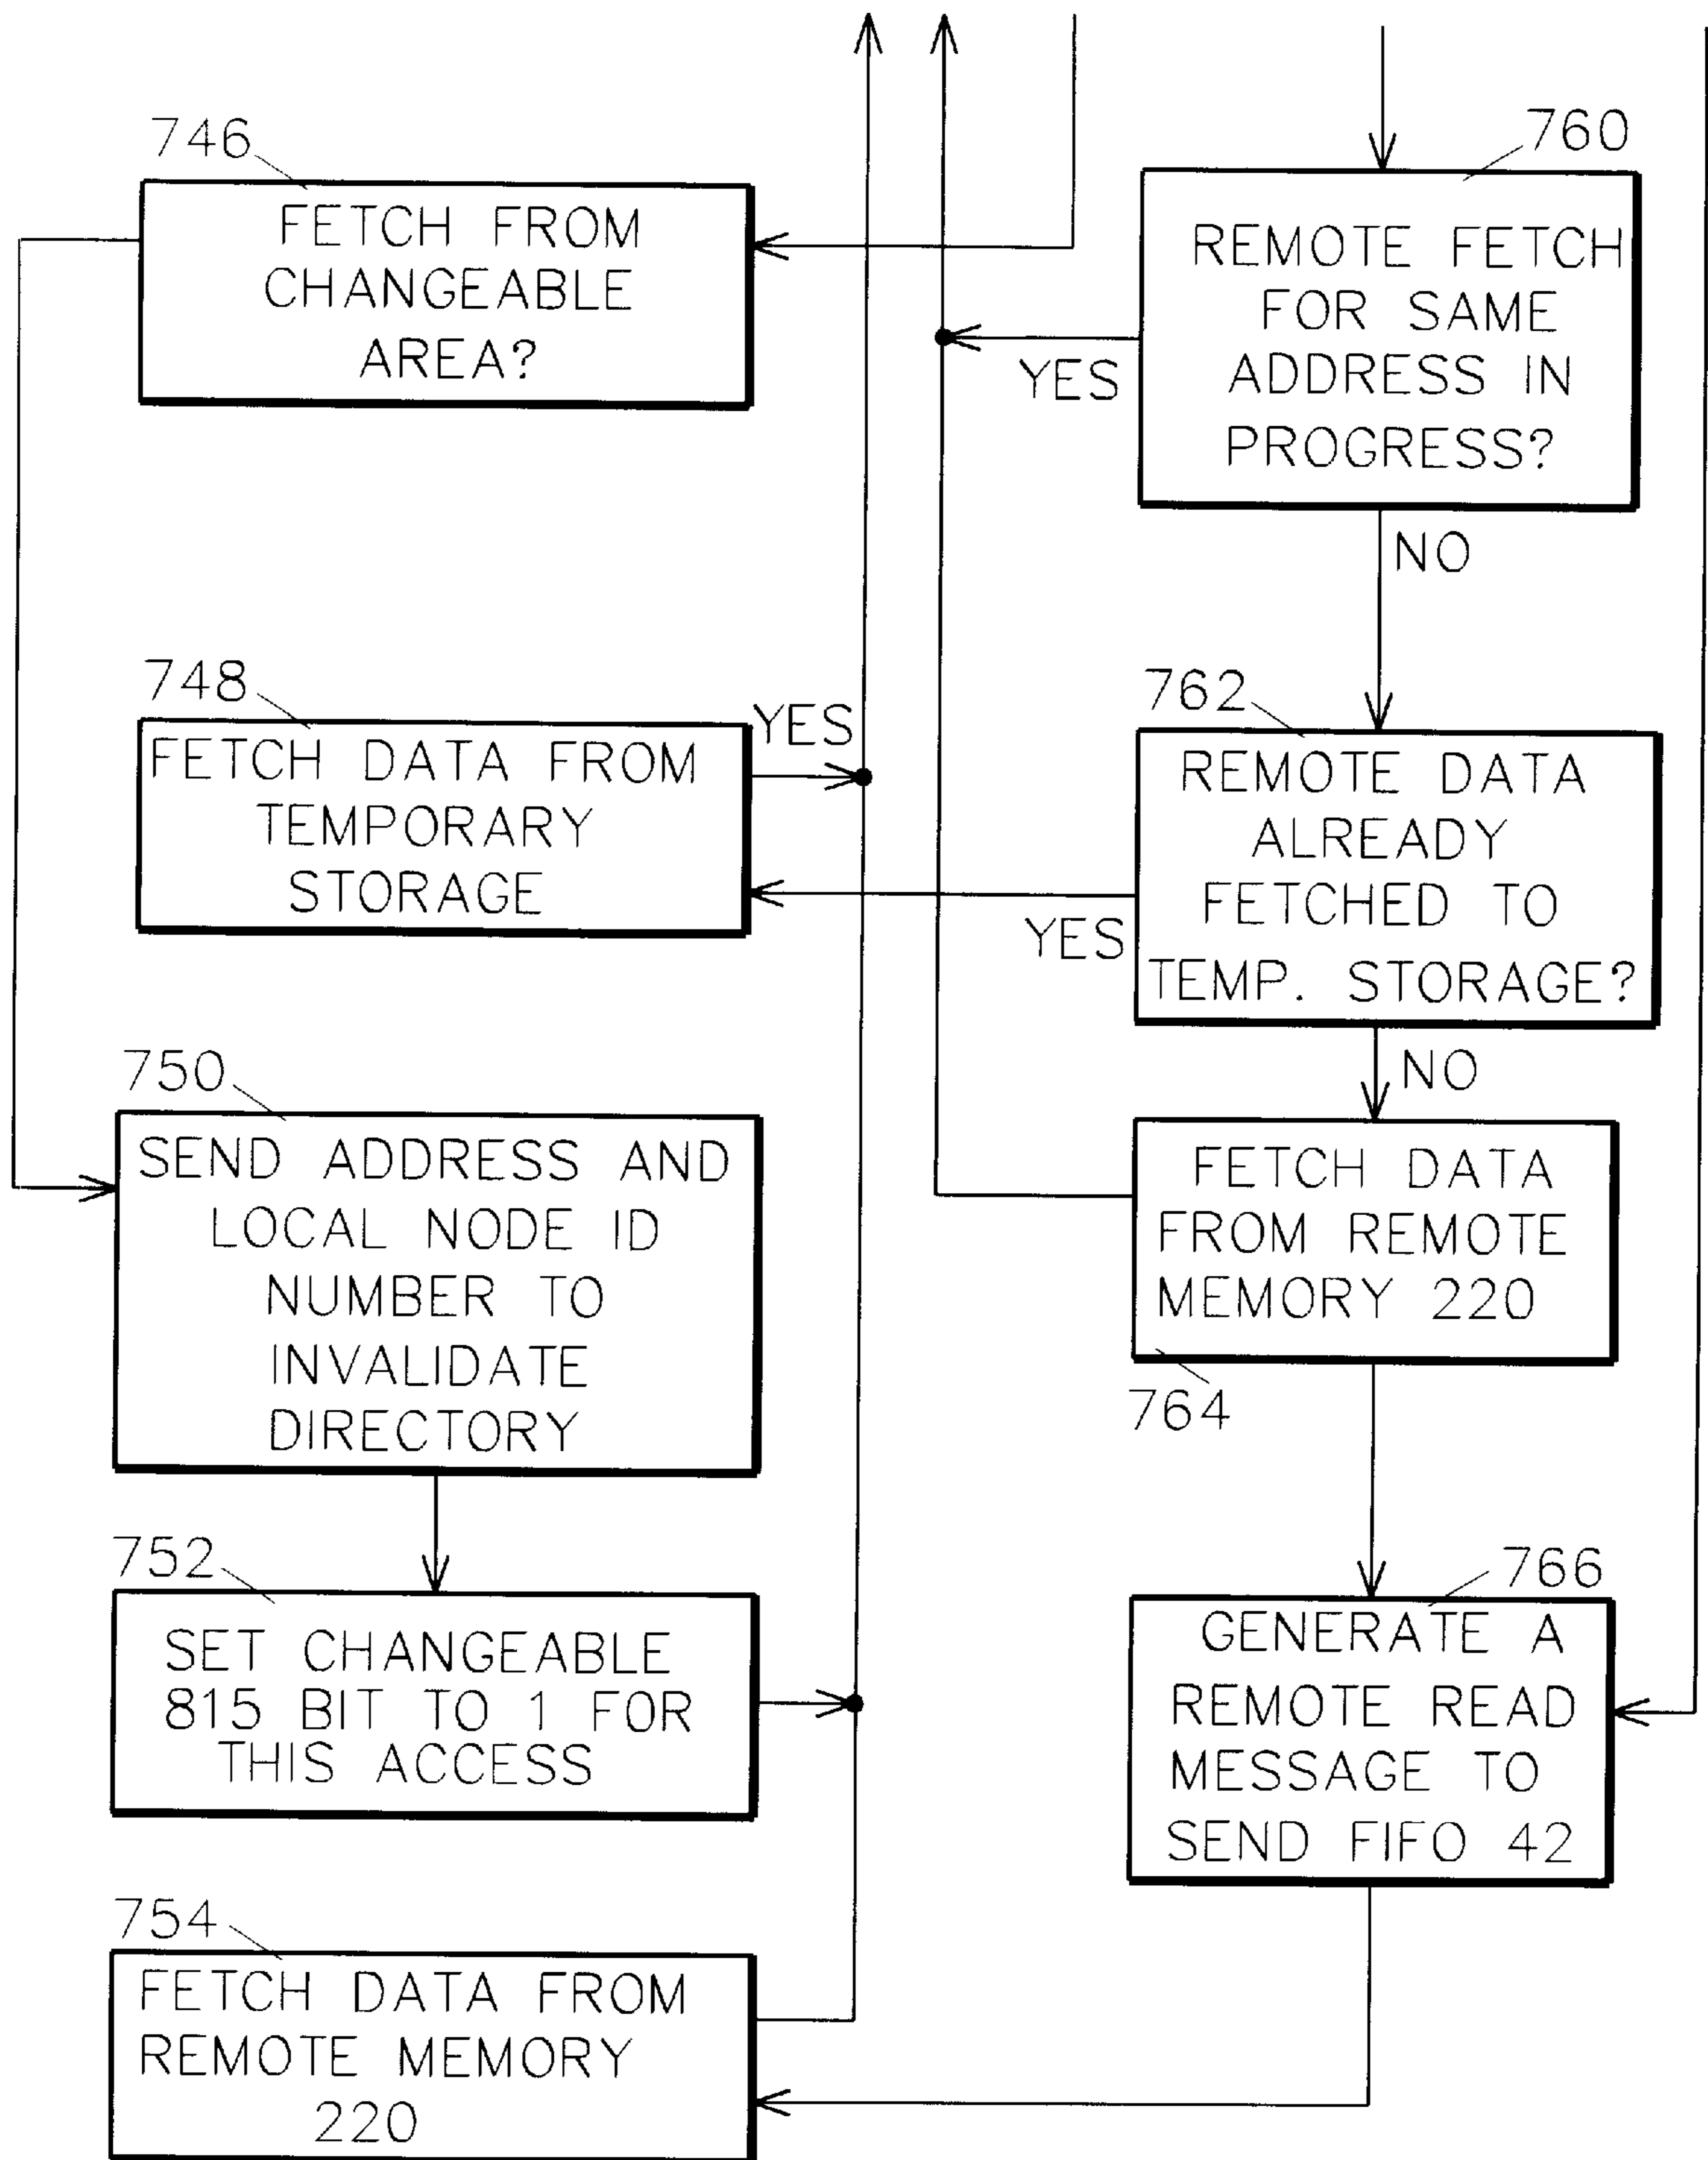 746
FETCH FROM
CHANGEABLE
AREA?
760
REMOTE FETCH
FOR SAME
ADDRESS IN
PROGRESS?
YES
NO
748
FETCH DATA FROM
TEMPORARY
STORAGE
YES
762
REMOTE DATA
ALREADY
FETCHED TO
TEMP. STORAGE?
YES
NO
750
SEND ADDRESS AND
LOCAL NODE ID
NUMBER TO
INVALIDATE
DIRECTORY
FETCH DATA
FROM REMOTE
MEMORY 220
764
752
SET CHANGEABLE
815 BIT TO 1 FOR
THIS ACCESS
766
GENERATE A
REMOTE READ
MESSAGE TO
SEND FIFO 42
754
FETCH DATA FROM
REMOTE MEMORY
220